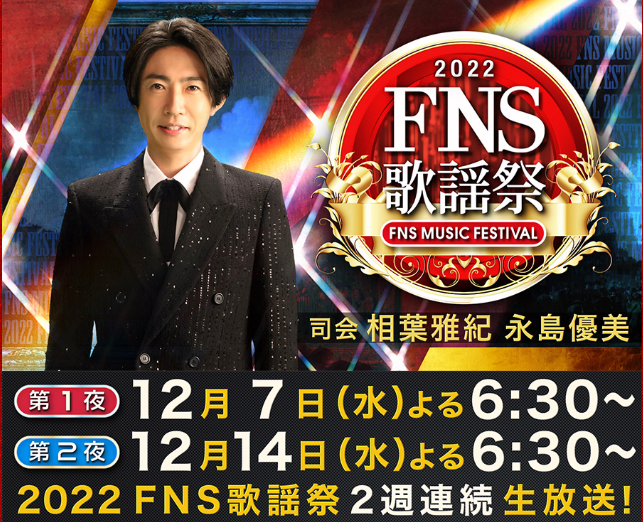 2022
FNS
歌謡祭
FNS MUSIC FESTIVAL
司会 相葉雅紀 永島優美
第1夜 12月 7日(水)よる6:30~
第2夜 12月14日(水)よる6:30~
2022 FNS歌謡祭 2週連続 生放送!